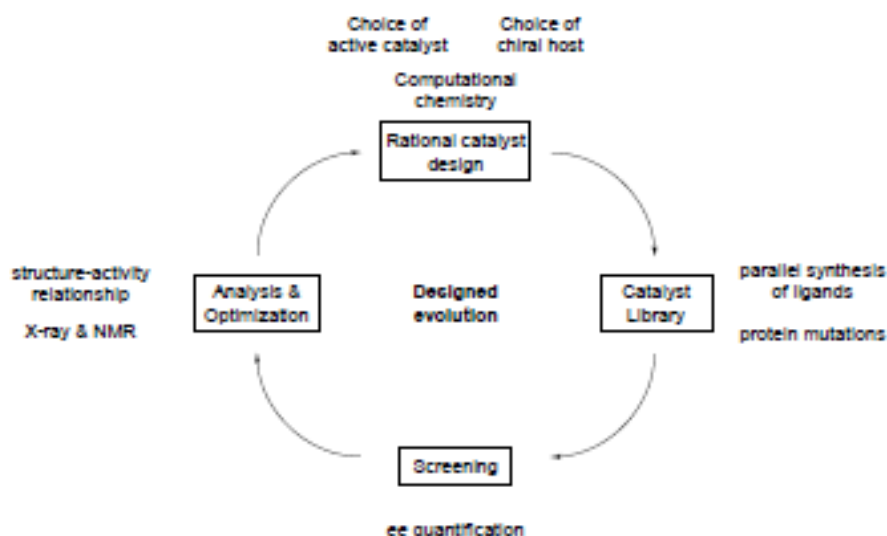 Choice of
active catalyst
Choice of
chiral host
Computational
chemistry
Rational catalyst
design
structure-activity
relationship
X-ray & NMR
Analysis &
Optimization
Designed
evolution
Catalyst
Library
parallel synthesis
of ligands
protein mutations
Screening
ee quantification